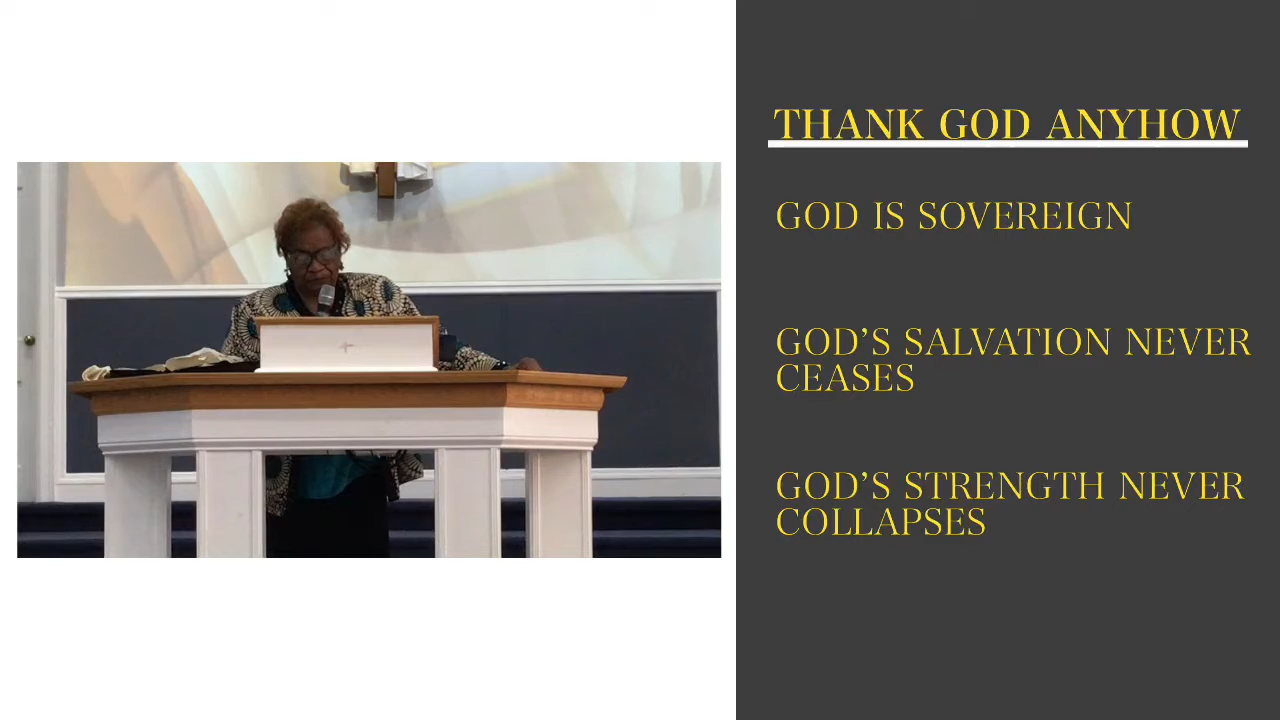 THANK GOD ANYHOW
GOD IS SOVEREIGN
GOD'S SALVATION NEVER
CEASES
GOD'S STRENGTH NEVER
COLLAPSES